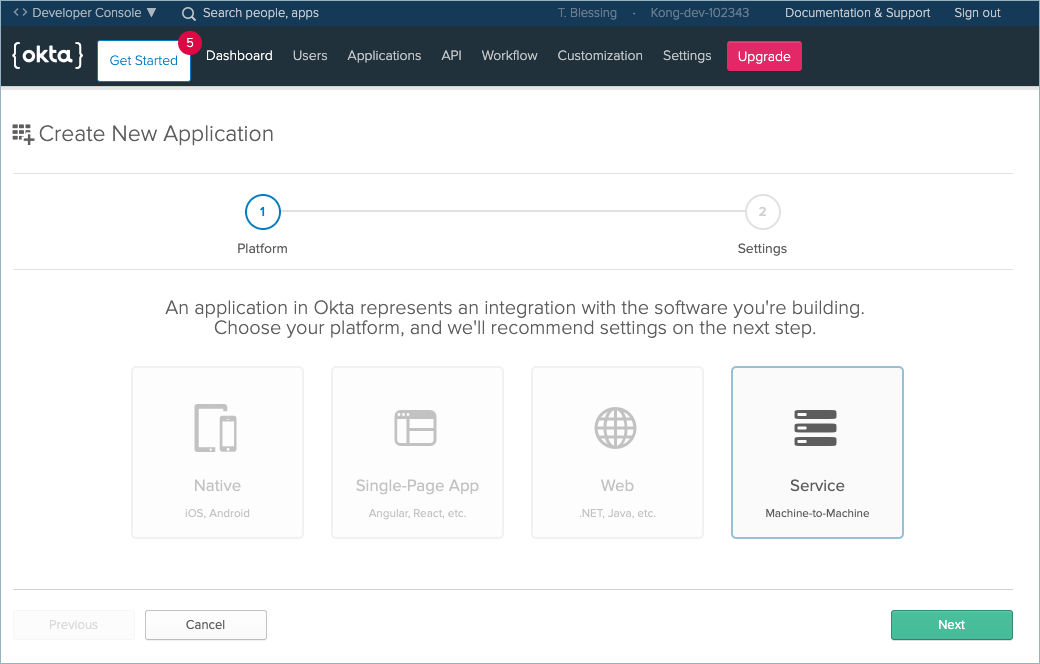 <> Developer Console ▼
Search people, apps
T. Blessing · Kong-dev-102343
Documentation & Support
Sign out
{okta}
Get Started
5
Dashboard
Users
Applications
API
Workflow
Customization
Settings
Upgrade
Create New Application
1
2
Platform
Settings
An application in Okta represents an integration with the software you're building.
Choose your platform, and we'll recommend settings on the next step.
Native
iOS, Android
Single-Page App
Angular, React, etc.
Web
.NET, Java, etc.
Service
Machine-to-Machine
Previous
Cancel
Next